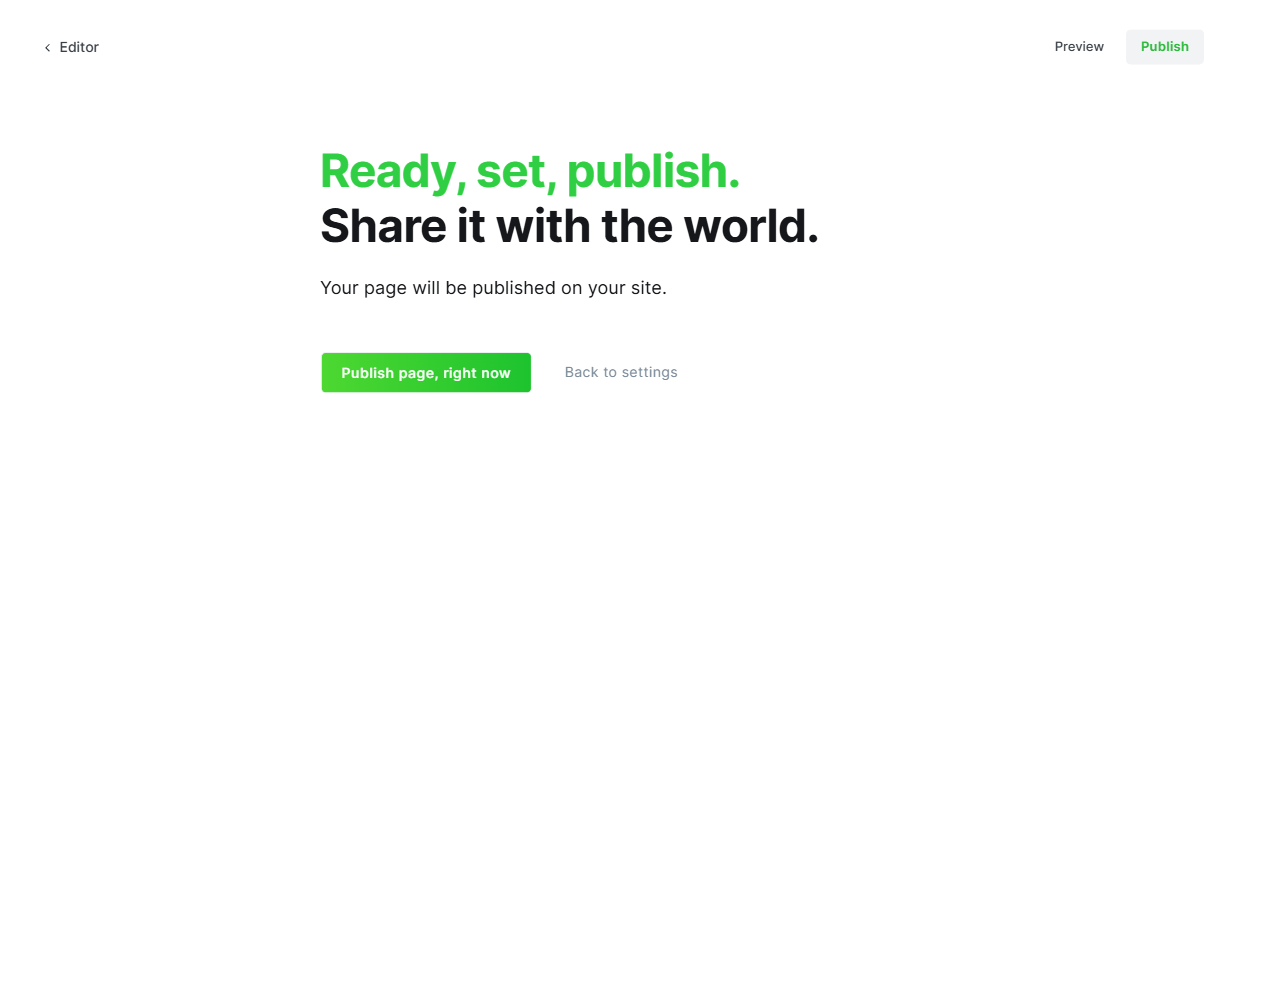 Editor
Preview
Publish
Ready, set, publish.
Share it with the world.
Your page will be published on your site.
Publish page, right now
Back to settings